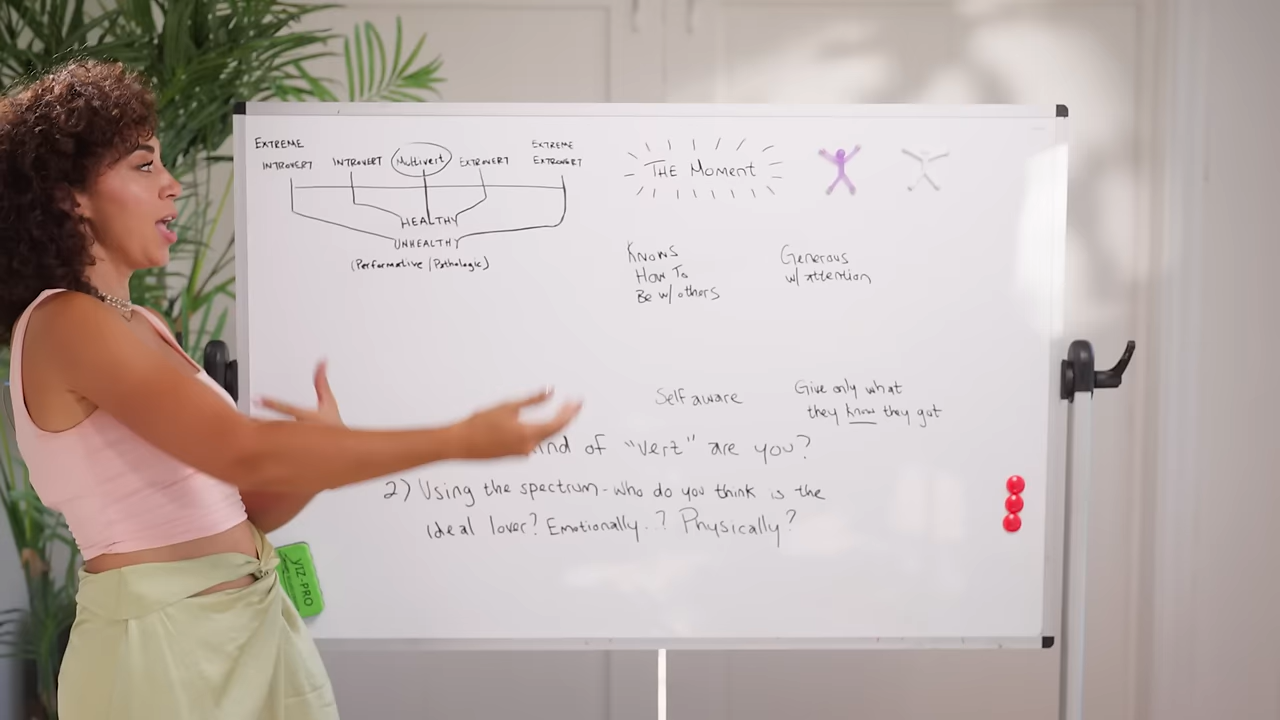 EXTREME
INTROVERT
INTROVERT
Multivert
EXTROVERT
EXTREME
EXTROVERT
HEALTHY
UNHEALTHY
(Performative / Pathologic)
THE Moment
Knows
How To
Be w/ others
Generous
w/ attention
Self aware
Give only what
they know they got
of "vert" are you?
2) Using the spectrum - who do you think is the
ideal lover? Emotionally..? Physically?
VIZ-PRO